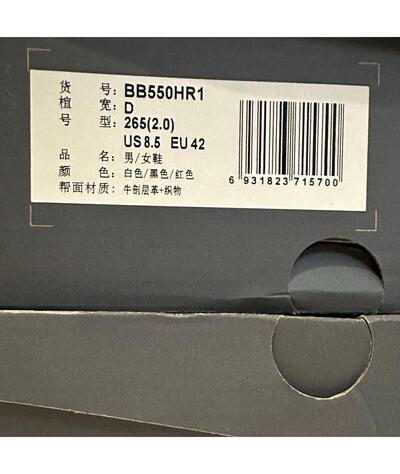 货 号: BB550HR1
楦 宽: D
号 型: 265(2.0)
US 8.5 EU 42
品 名: 男/女鞋
颜 色: 白色/黑色/红色
帮面材质: 牛剖层革+织物
6 931823 715700